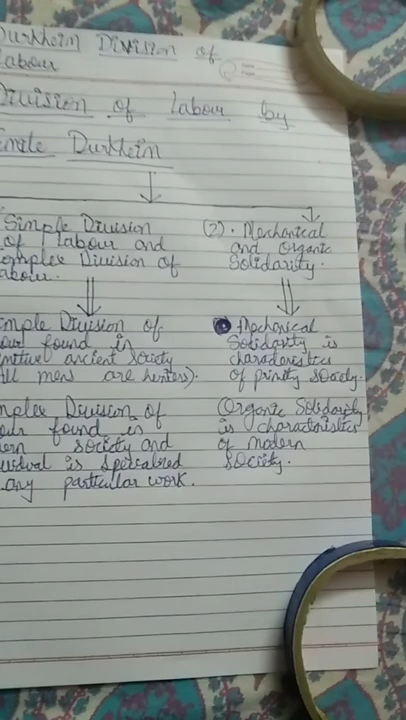 Durkheim Division of
Labour
Division of Labour by
Emile Durkheim
Simple Division
of Labour and
Complex Division of
Labour.
(2). Mechanical
and Organic
Solidarity.
Simple Division of
found in
ancient Society
all mens are hunters).
Mechanical
Solidarity is
characteristics
of society.
Complex Division of
found in
society and
is Specialised
any particular work.
Organic Solidarity
is characteristics
of modern
society.